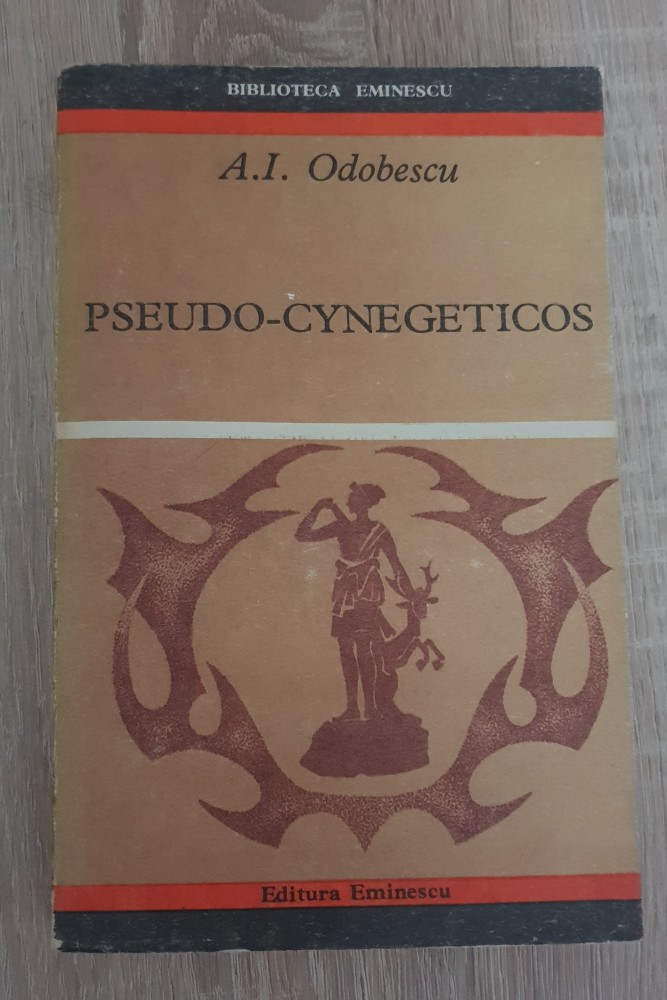 BIBLIOTECA EMINESCU
A.I. Odobescu
PSEUDO-CYNEGETICOS
Editura Eminescu